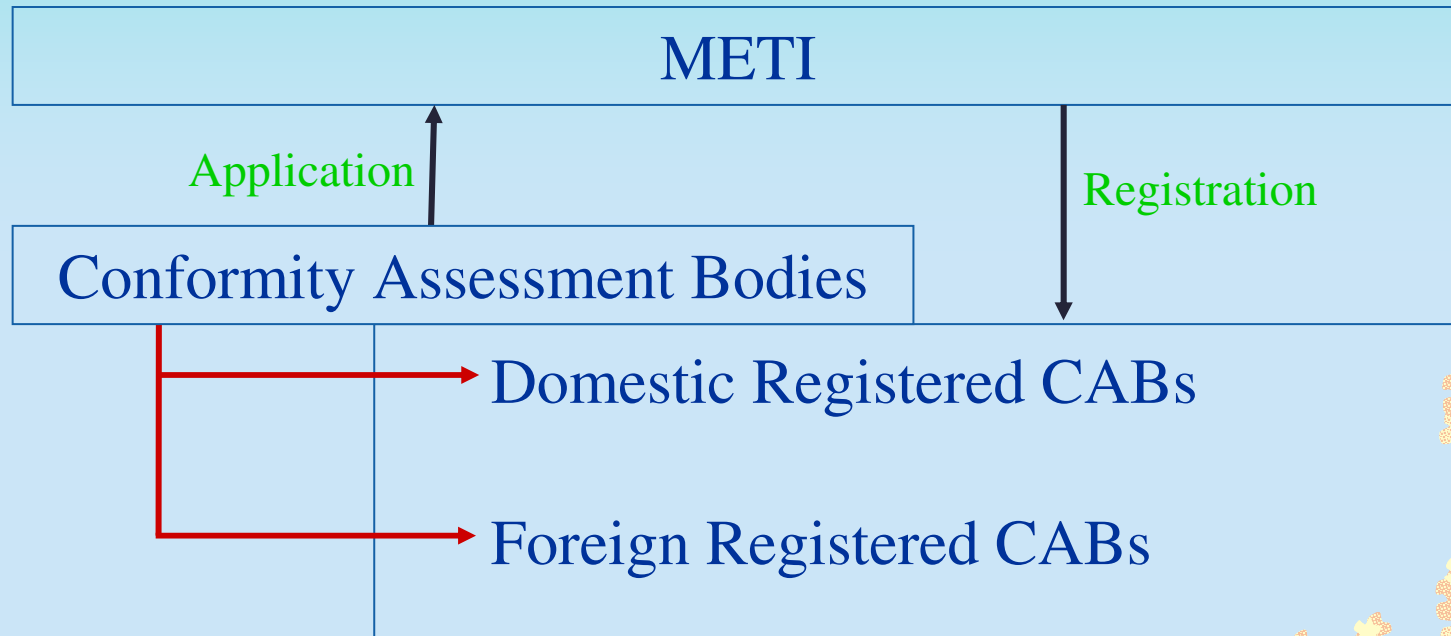 METI
Application
Registration
Conformity Assessment Bodies
Domestic Registered CABs
Foreign Registered CABs